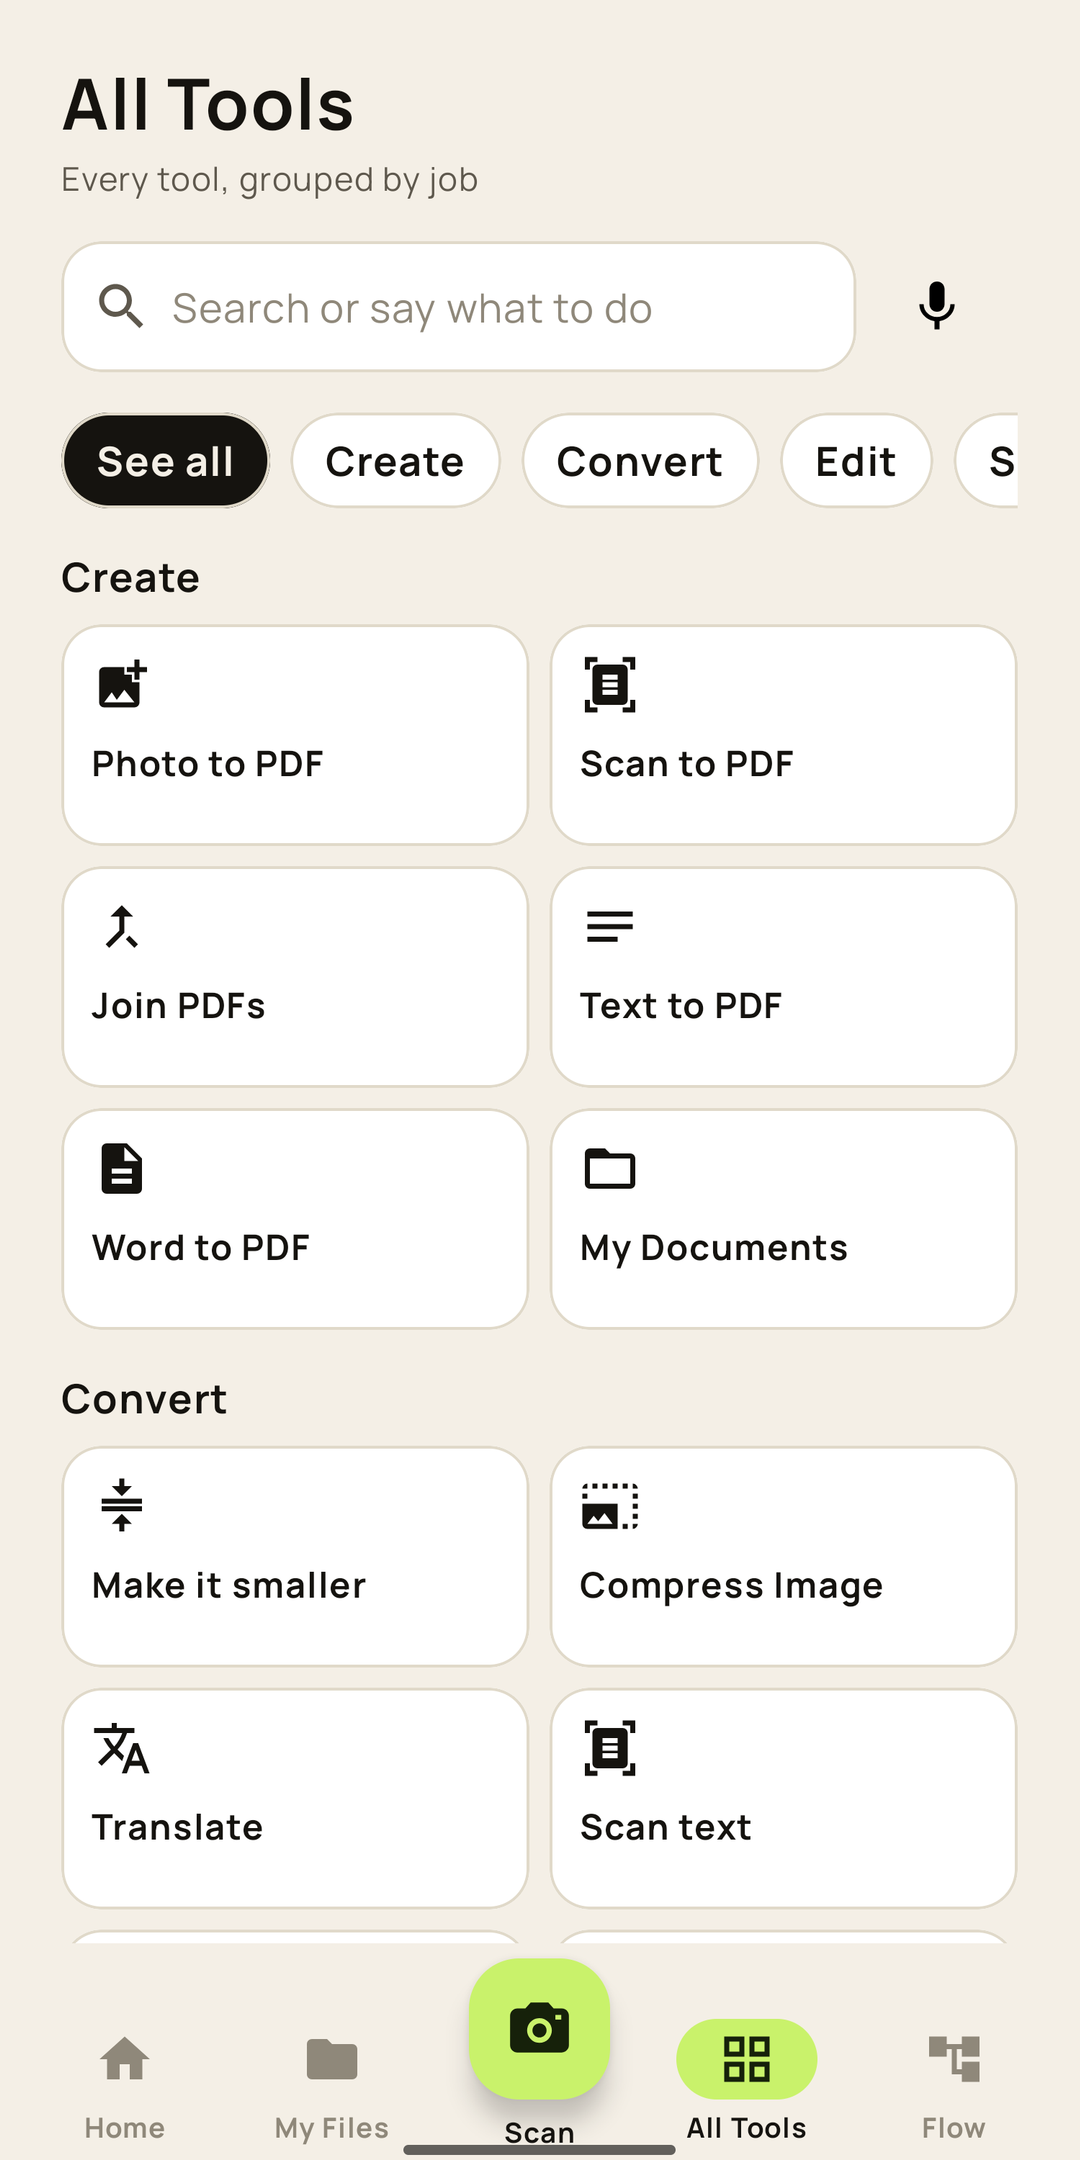 All Tools
Every tool, grouped by job
Search or say what to do
See all
Create
Convert
Edit
S
Create
Photo to PDF
Scan to PDF
Join PDFs
Text to PDF
Word to PDF
My Documents
Convert
Make it smaller
Compress Image
Translate
Scan text
Home
My Files
Scan
All Tools
Flow